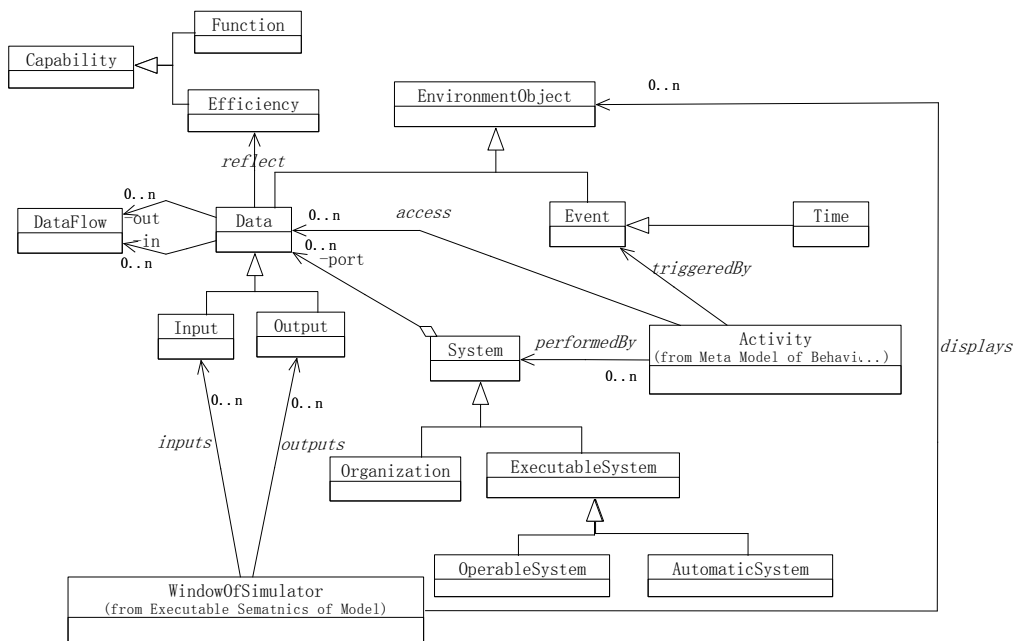 Function
Capability
EnvironmentObject
0..n
Efficiency
reflect
0..n
DataFlow
-out
-in
0..n
Data
0..n
access
Event
Time
0..n
-port
triggeredBy
Input
Output
System
performedBy
0..n
Activity
(from Meta Model of Behavi...)
displays
0..n
0..n
inputs
outputs
Organization
ExecutableSystem
OperableSystem
AutomaticSystem
WindowOfSimulator
(from Executable Sematnics of Model)